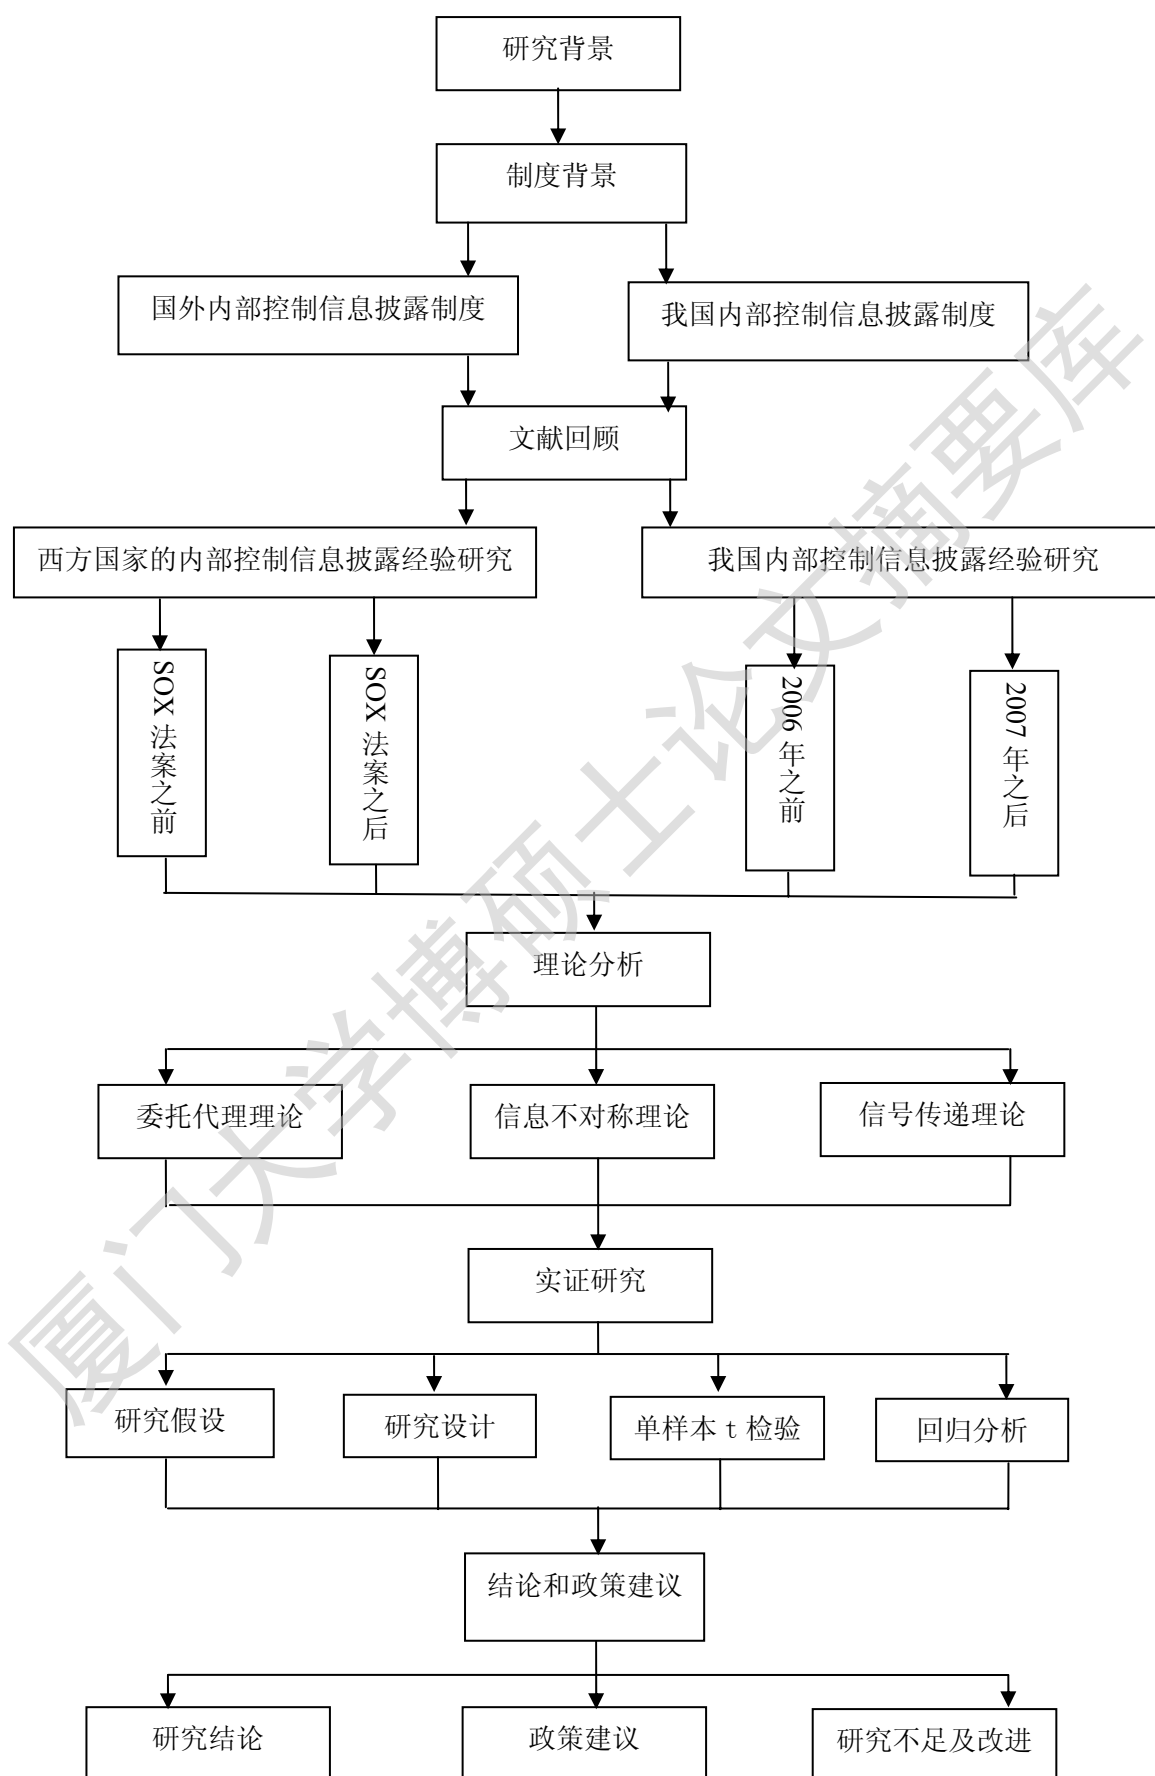 研究背景
制度背景
国外内部控制信息披露制度
我国内部控制信息披露制度
文献回顾
西方国家的内部控制信息披露经验研究
我国内部控制信息披露经验研究
SOX 法案之前
SOX 法案之后
2006 年之前
2007 年之后
理论分析
委托代理理论
信息不对称理论
信号传递理论
实证研究
研究假设
研究设计
单样本 t 检验
回归分析
结论和政策建议
研究结论
政策建议
研究不足及改进
厦门大学博硕士论文摘要库